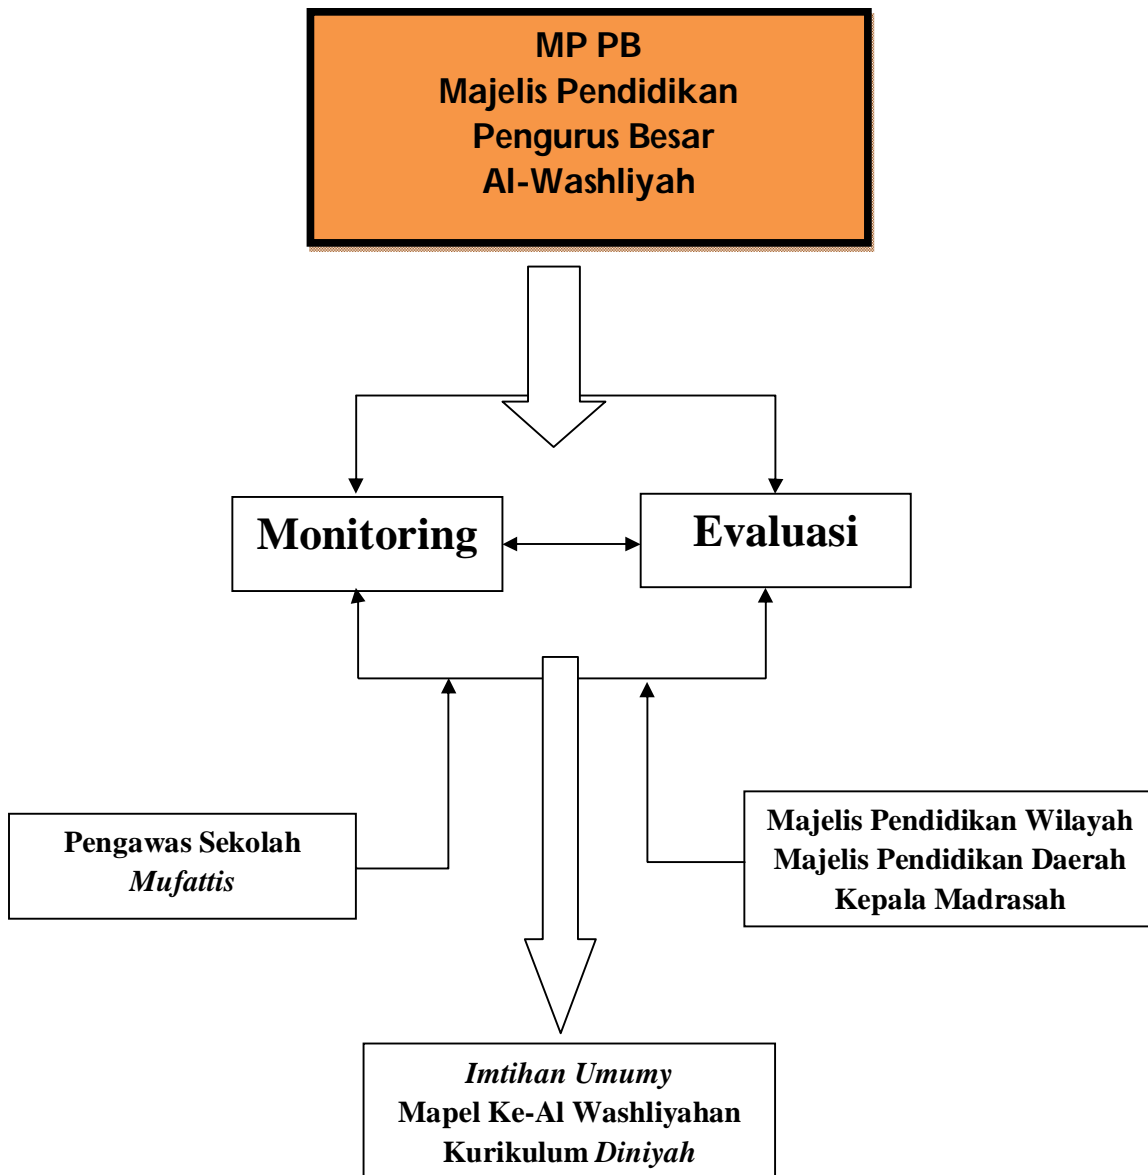 MP PB
Majelis Pendidikan
Pengurus Besar
Al-Washliyah
Monitoring
Evaluasi
Pengawas Sekolah
Mufattis
Majelis Pendidikan Wilayah
Majelis Pendidikan Daerah
Kepala Madrasah
Imtihan Umumy
Mapel Ke-Al Washliyahan
Kurikulum Diniyah